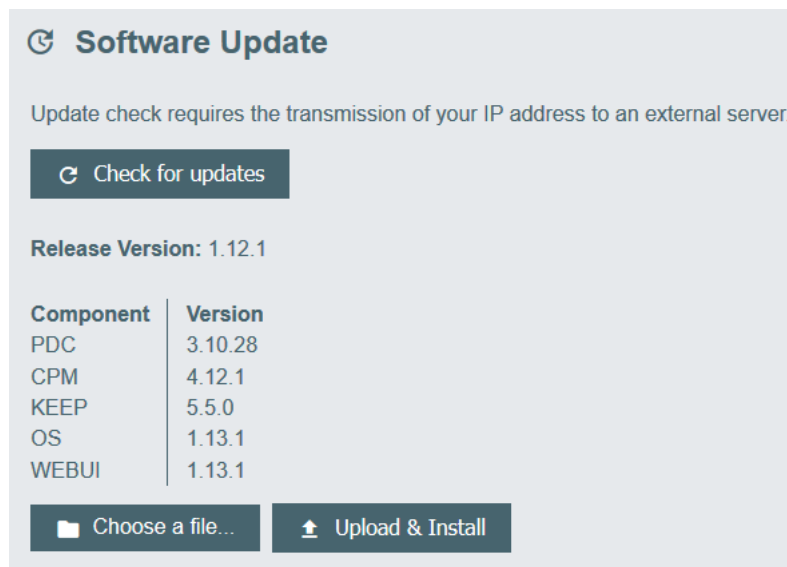 Software Update
Update check requires the transmission of your IP address to an external server
Check for updates
Release Version: 1.12.1
Component Version
PDC 3.10.28
CPM 4.12.1
KEEP 5.5.0
OS 1.13.1
WEBUI 1.13.1
Choose a file... Upload & Install